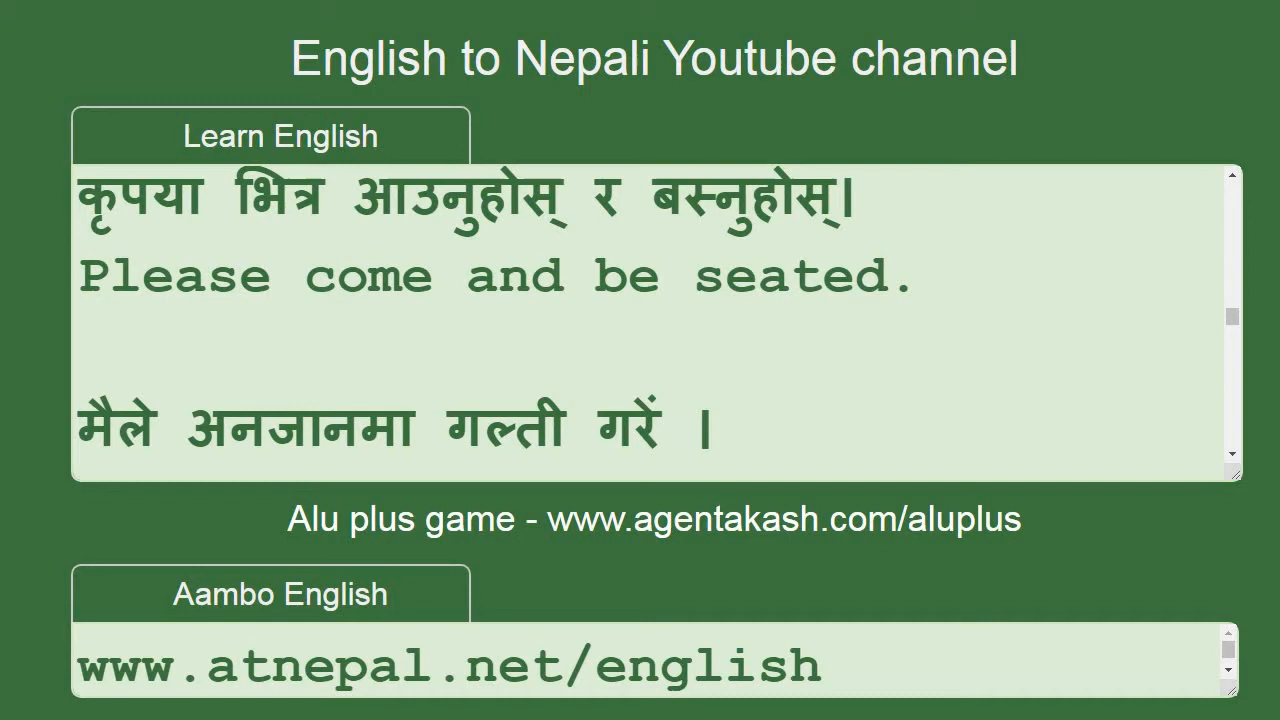 English to Nepali Youtube channel
Learn English
कृपया भित्र आउनुहोस् र बस्नुहोस्।
Please come and be seated.
मैले अनजानमा गल्ती गरें ।
Alu plus game - www.agentakash.com/aluplus
Aambo English
www.atnepal.net/english